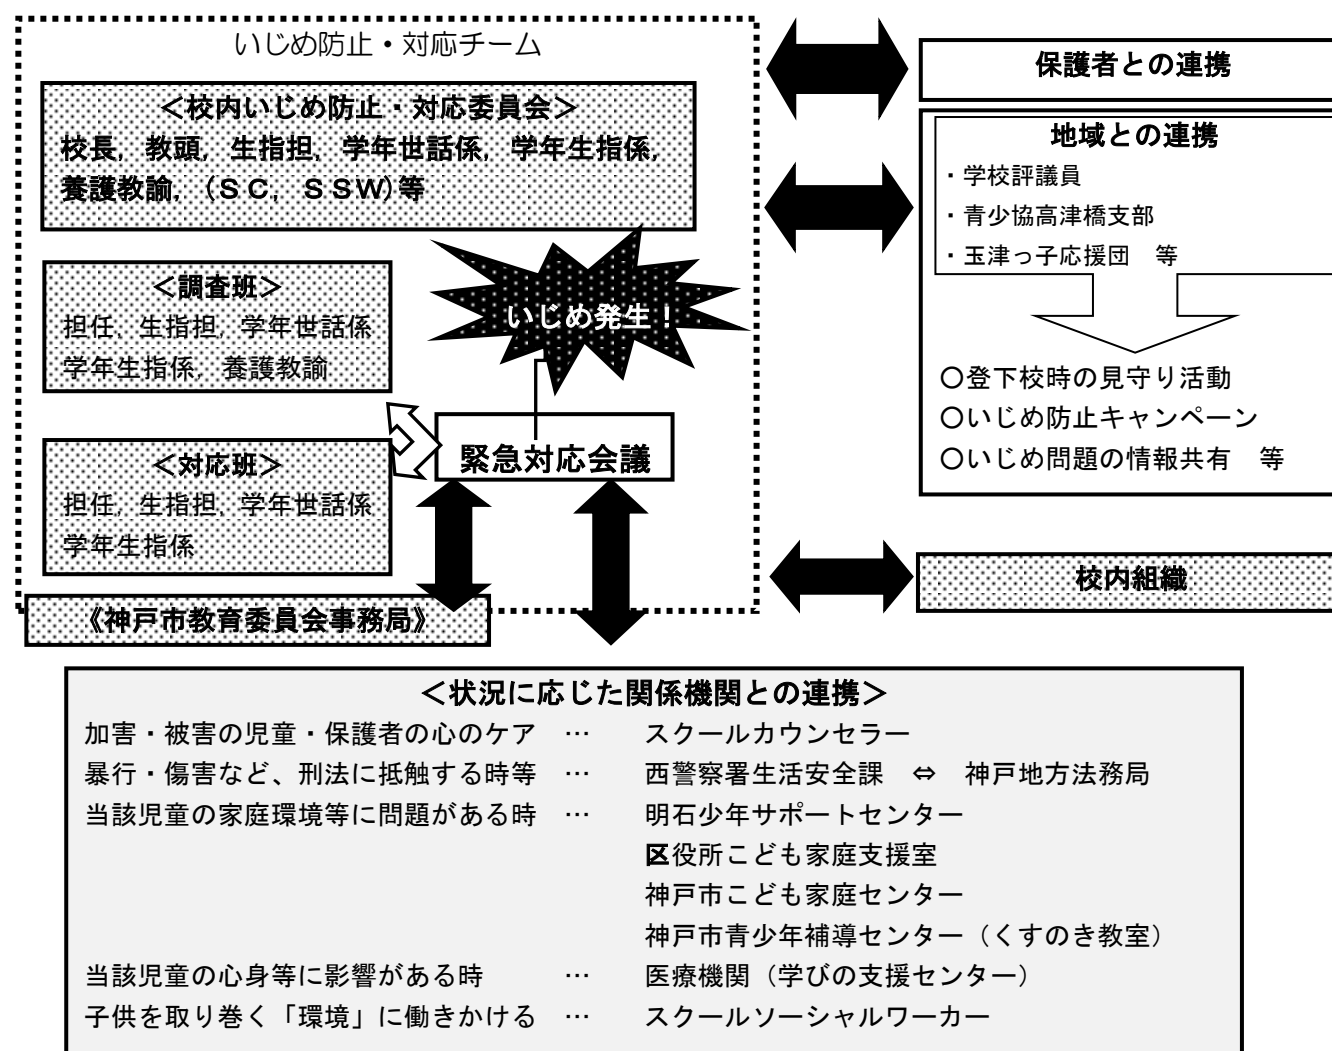 いじめ防止・対応チーム
＜校内いじめ防止・対応委員会＞
校長，教頭，生指担，学年世話係，学年生指係，
養護教諭，（ＳＣ，ＳＳＷ）等
＜調査班＞
担任，生指担，学年世話係
学年生指係，養護教諭
いじめ発生！
緊急対応会議
＜対応班＞
担任，生指担，学年世話係
学年生指係
《神戸市教育委員会事務局》
保護者との連携
地域との連携
・学校評議員
・青少協高津橋支部
・玉津っ子応援団　等
〇登下校時の見守り活動
〇いじめ防止キャンペーン
〇いじめ問題の情報共有　等
校内組織
＜状況に応じた関係機関との連携＞
加害・被害の児童・保護者の心のケア　…　スクールカウンセラー
暴行・傷害など、刑法に抵触する時等　…　西警察署生活安全課　⇔　神戸地方法務局
当該児童の家庭環境等に問題がある時　…　明石少年サポートセンター
区役所こども家庭支援室
神戸市こども家庭センター
神戸市青少年補導センター（くすのき教室）
当該児童の心身等に影響がある時　…　医療機関（学びの支援センター）
子供を取り巻く「環境」に働きかける　…　スクールソーシャルワーカー